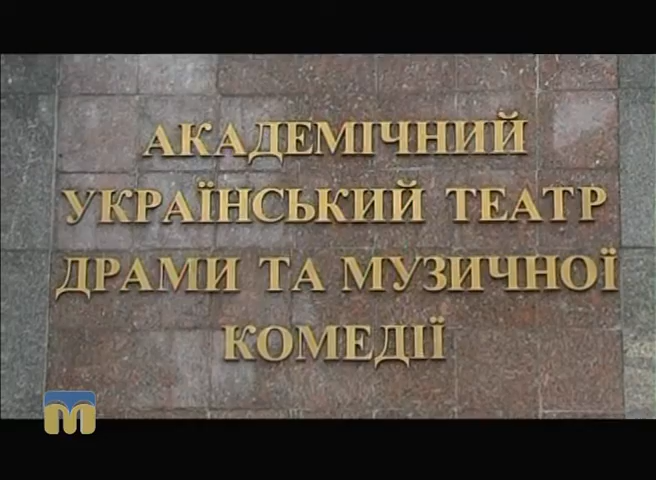 АКАДЕМІЧНИЙ
УКРАЇНСЬКИЙ ТЕАТР
ДРАМИ ТА МУЗИЧНОЇ
КОМЕДІЇ
М